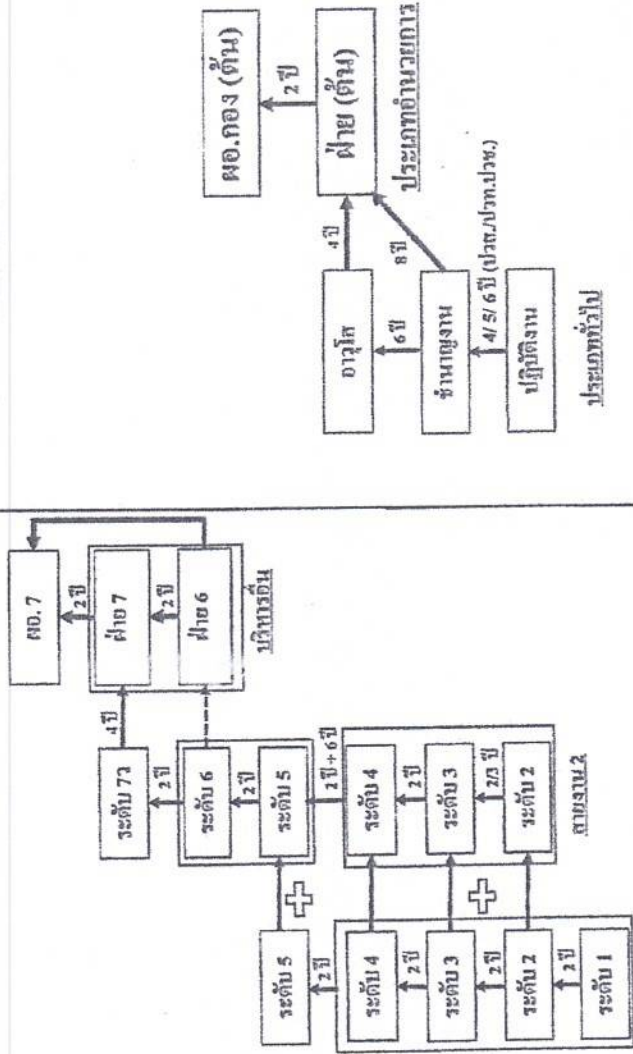 ผอ. 7
2 ปี
ฝ่าย 7
2 ปี
ฝ่าย 6
บริหารอื่น
4 ปี
ระดับ 7ว
2 ปี
ระดับ 6
2 ปี
ระดับ 5
2 ปี + 6 ปี
ระดับ 4
2 ปี
ระดับ 3
2/3 ปี
ระดับ 2
สายงาน 2
ระดับ 5
2 ปี
ระดับ 4
2 ปี
ระดับ 3
2 ปี
ระดับ 2
2 ปี
ระดับ 1
ผอ.กอง (ต้น)
2 ปี
ฝ่าย (ต้น)
ประเภทอำนวยการ
4 ปี
8 ปี
อาวุโส
6 ปี
ชำนาญงาน
4/ 5/ 6 ปี (ปวส./ปวท.ปวช.)
ปฏิบัติงาน
ประเภททั่วไป